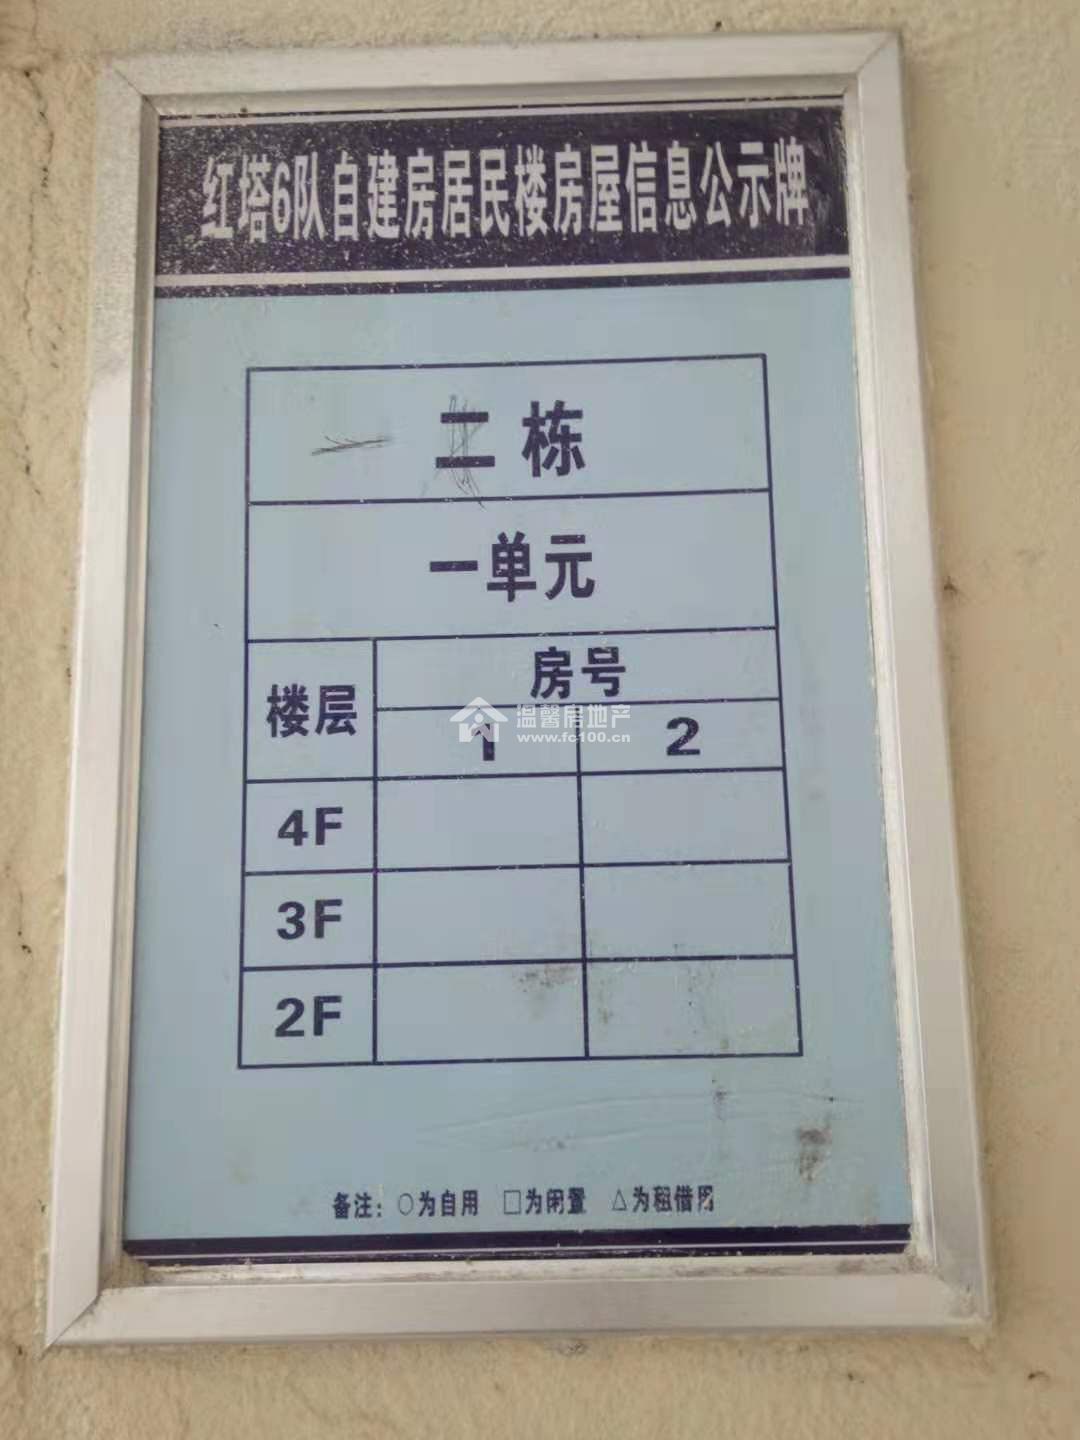 红塔6队自建房居民楼房屋信息公示牌
一 二 栋
一单元
楼层 房号
1 2
4F
3F
2F
温馨房地产
www.fc100.cn
备注：○为自用 □为闲置 △为租借用